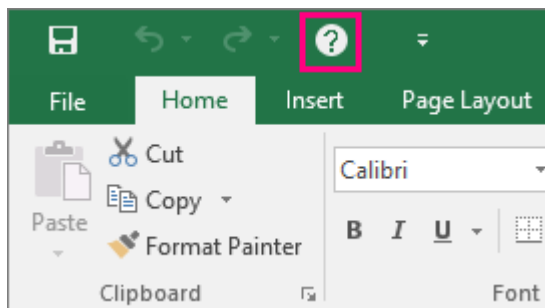 ?
File Home Insert Page Layout
Cut
Calibri
Copy
Paste
B I U
Format Painter
Clipboard Font